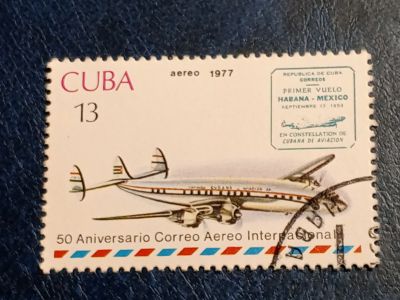 aereo 1977
CUBA
13
REPUBLICA DE CUBA
CORREOS
PRIMER VUELO
HABANA - MEXICO
EN CONSTELLATION DE
CUBANA DE AVIACION
CUBANA
50 Aniversario Correo Aereo Internacional